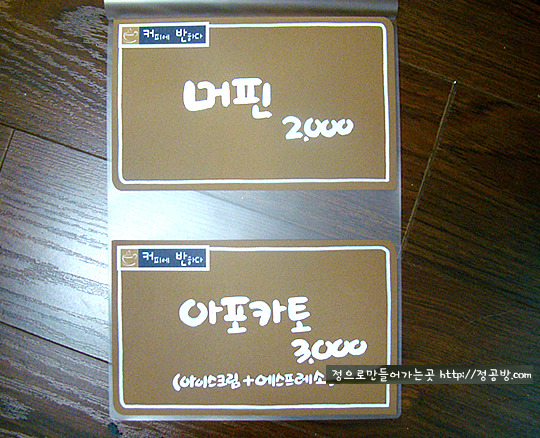 커피에 반하다
머핀
2,000
커피에 반하다
아포카토
3,000
(아이스크림+에스프레소)
정으로만들어가는곳 http://정공방.com